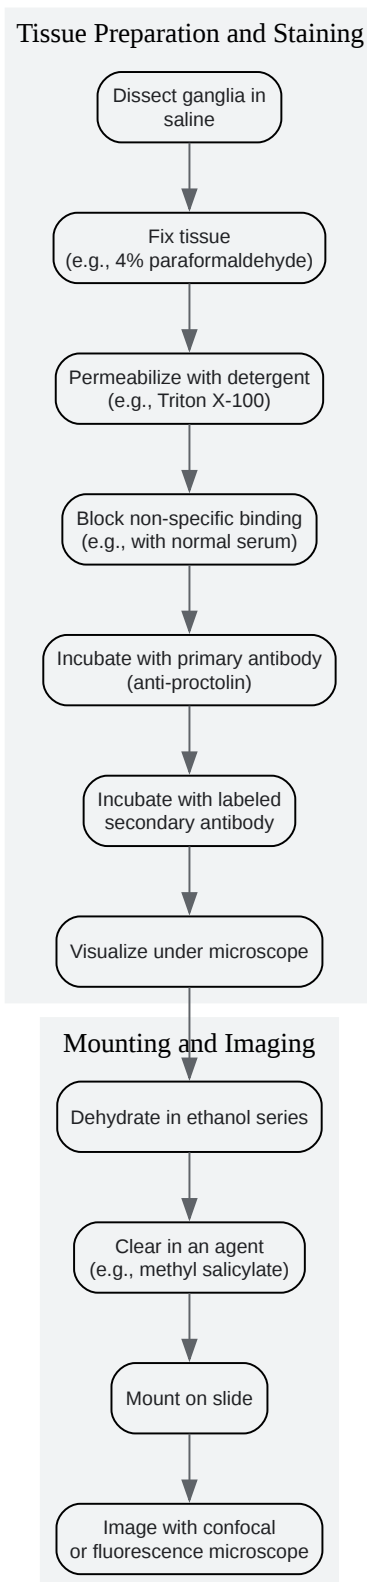 Tissue Preparation and Staining
Dissect ganglia in
saline
Fix tissue
(e.g., 4% paraformaldehyde)
Permeabilize with detergent
(e.g., Triton X-100)
Block non-specific binding
(e.g., with normal serum)
Incubate with primary antibody
(anti-proctolin)
Incubate with labeled
secondary antibody
Visualize under microscope
Mounting and Imaging
Dehydrate in ethanol series
Clear in an agent
(e.g., methyl salicylate)
Mount on slide
Image with confocal
or fluorescence microscope